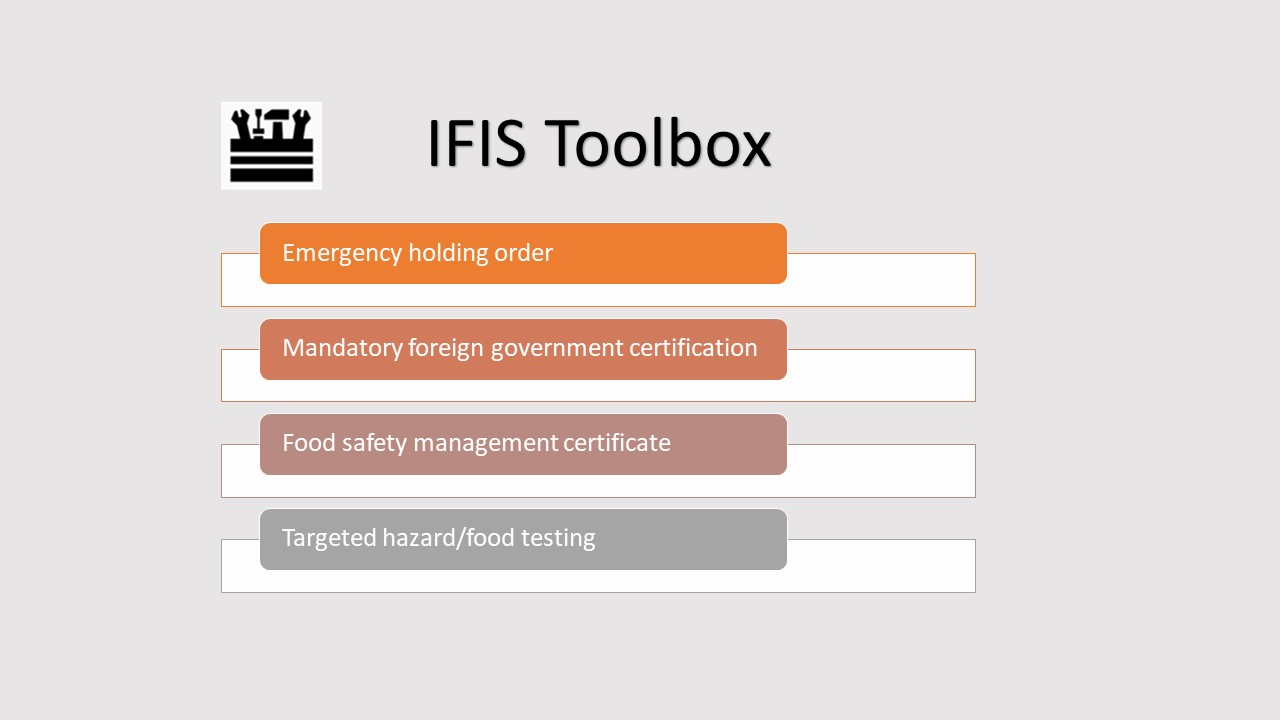 IFIS Toolbox
Emergency holding order
Mandatory foreign government certification
Food safety management certificate
Targeted hazard/food testing